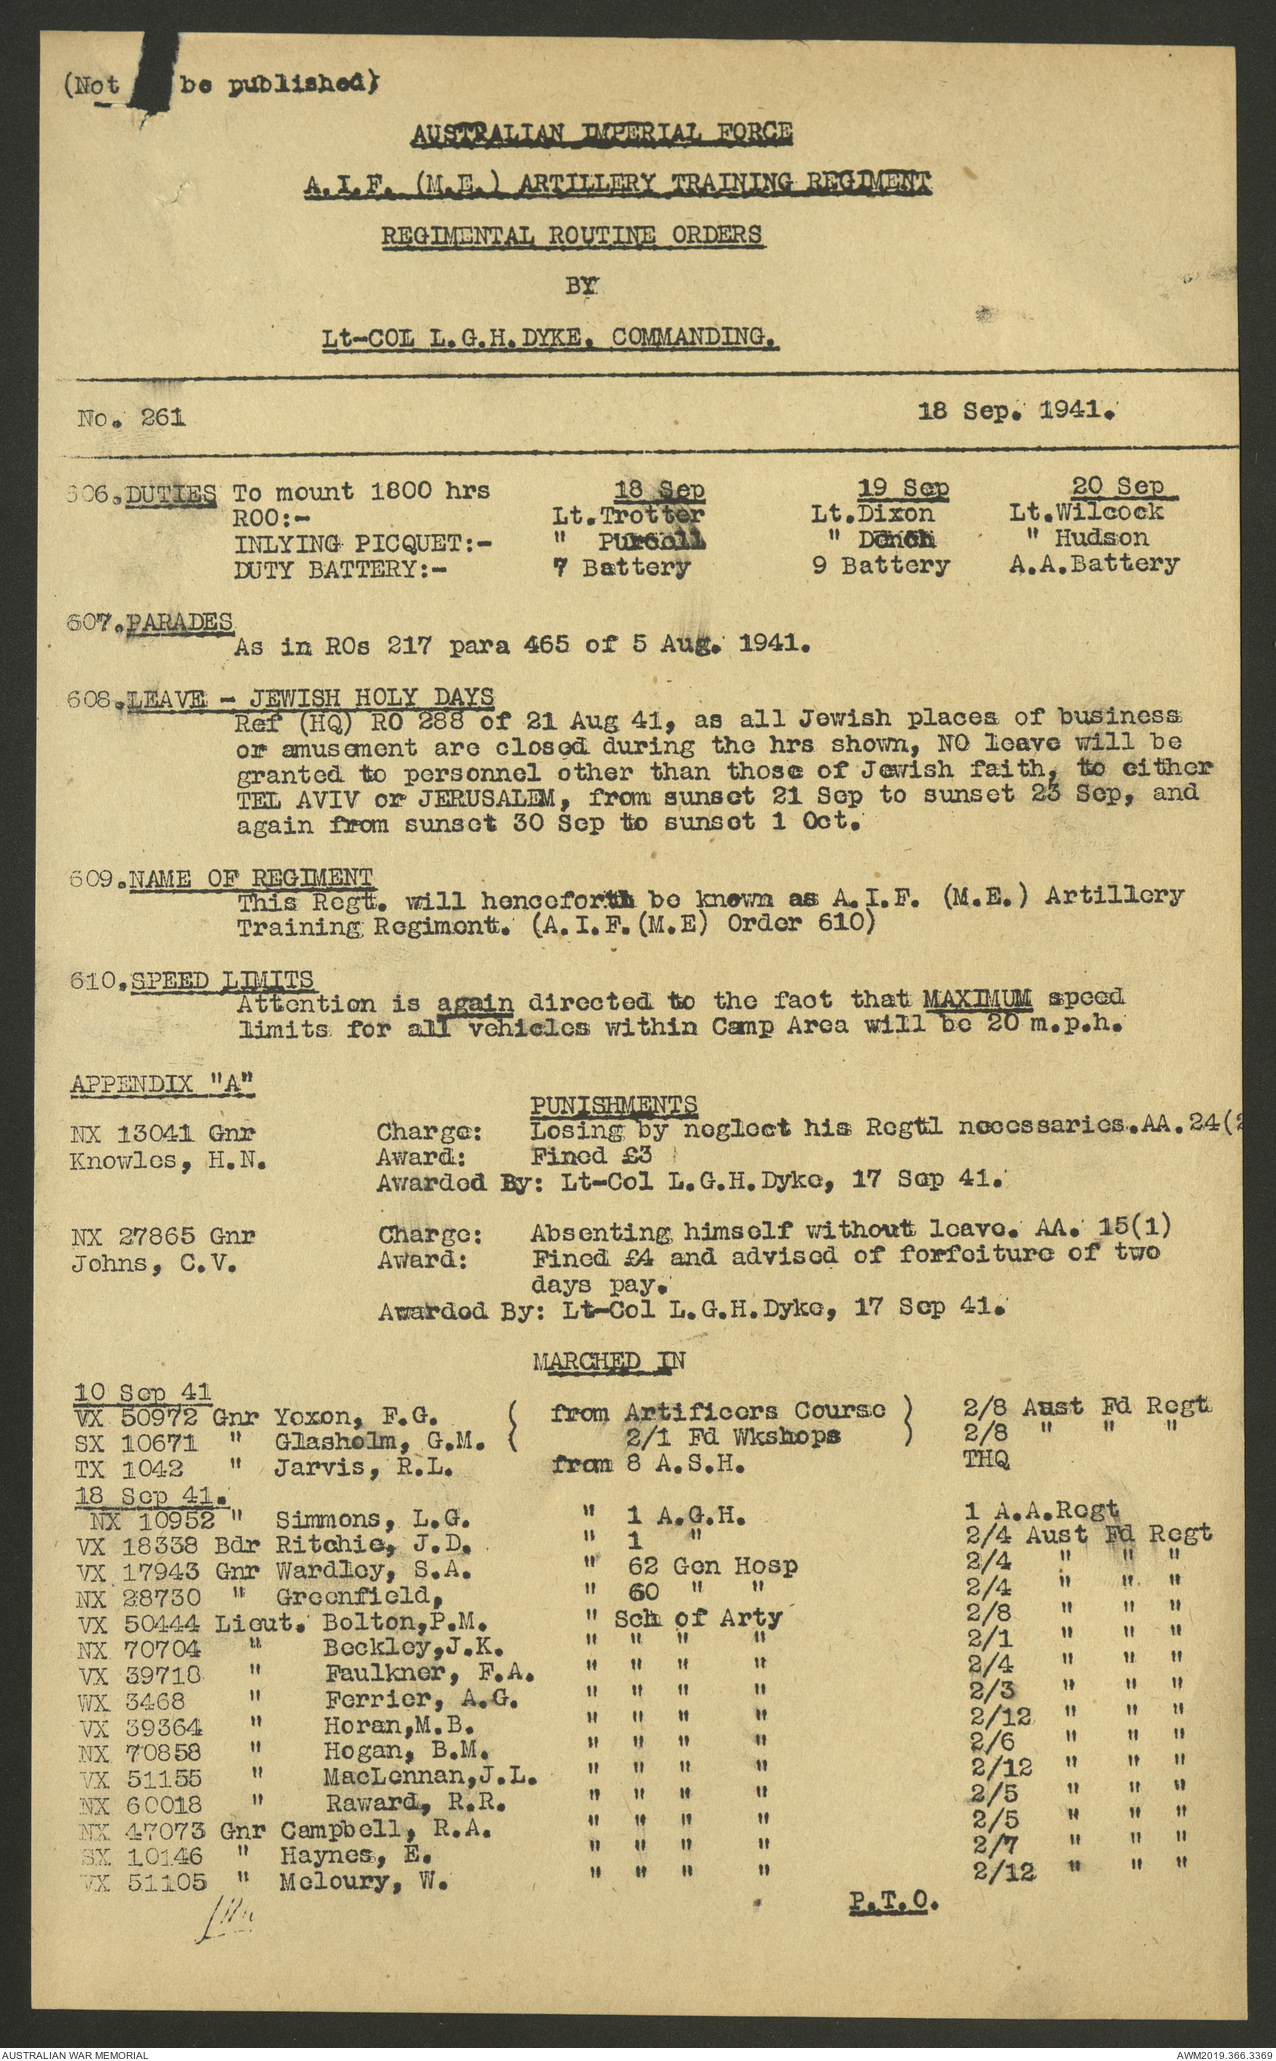 (Not be published)
AUSTRALIAN IMPERIAL FORCE
A.I.F. (M.E.) ARTILLERY TRAINING REGIMENT
REGIMENTAL ROUTINE ORDERS
BY
Lt-COL L.G.H.DYKE. COMMANDING.
No. 261 18 Sep. 1941.
606.DUTIES To mount 1800 hrs 18 Sep 19 Sep 20 Sep
ROO:- Lt.Trotter Lt.Dixon Lt.Wilcock
INLYING PICQUET:- " Purcell " Dench " Hudson
DUTY BATTERY:- 7 Battery 9 Battery A.A.Battery
607.PARADES
As in ROs 217 para 465 of 5 Aug. 1941.
608.LEAVE - JEWISH HOLY DAYS
Ref (HQ) RO 288 of 21 Aug 41, as all Jewish places of business
or amusement are closed during the hrs shown, NO leave will be
granted to personnel other than those of Jewish faith, to either
TEL AVIV or JERUSALEM, from sunset 21 Sep to sunset 23 Sep, and
again from sunset 30 Sep to sunset 1 Oct.
609.NAME OF REGIMENT
This Regt. will henceforth be known as A.I.F. (M.E.) Artillery
Training Regiment. (A.I.F.(M.E) Order 610)
610.SPEED LIMITS
Attention is again directed to the fact that MAXIMUM speed
limits for all vehicles within Camp Area will be 20 m.p.h.
APPENDIX "A"
PUNISHMENTS
NX 13041 Gnr Charge: Losing by neglect his Regtl necessaries.AA.24(2
Knowles, H.N. Award: Fined £3
Awarded By: Lt-Col L.G.H.Dyke, 17 Sep 41.
NX 27865 Gnr Charge: Absenting himself without leave. AA. 15(1)
Johns, C.V. Award: Fined £4 and advised of forfeiture of two
days pay.
Awarded By: Lt-Col L.G.H.Dyke, 17 Sep 41.
MARCHED IN
10 Sep 41
VX 50972 Gnr Yoxon, F.G. ( from Artificers Course ) 2/8 Aust Fd Regt
SX 10671 " Glasholm, G.M. ( 2/1 Fd Wkshops ) 2/8 " " "
TX 1042 " Jarvis, R.L. from 8 A.S.H. THQ
18 Sep 41.
NX 10952 " Simmons, L.G. " 1 A.G.H. 1 A.A.Regt
VX 18338 Bdr Ritchie, J.D. " 1 " 2/4 Aust Fd Regt
VX 17943 Gnr Wardley, S.A. " 62 Gen Hosp 2/4 " " "
NX 28730 " Greenfield, " 60 " " 2/4 " " "
VX 50444 Lieut. Bolton,P.M. " Sch of Arty 2/8 " " "
NX 70704 " Beckley,J.K. " " " " 2/1 " " "
VX 39718 " Faulkner, F.A. " " " " 2/4 " " "
WX 3468 " Ferrier, A.G. " " " " 2/3 " " "
VX 39364 " Horan,M.B. " " " " 2/12 " " "
NX 70858 " Hogan, B.M. " " " " 2/6 " " "
VX 51155 " MacLennan,J.L. " " " " 2/12 " " "
NX 60018 " Raward, R.R. " " " " 2/5 " " "
NX 47073 Gnr Campbell, R.A. " " " " 2/5 " " "
SX 10146 " Haynes, E. " " " " 2/7 " " "
VX 51105 " Meloury, W. " " " " 2/12 " " "
P.T.O.
AUSTRALIAN WAR MEMORIAL AWM2019.366.3369